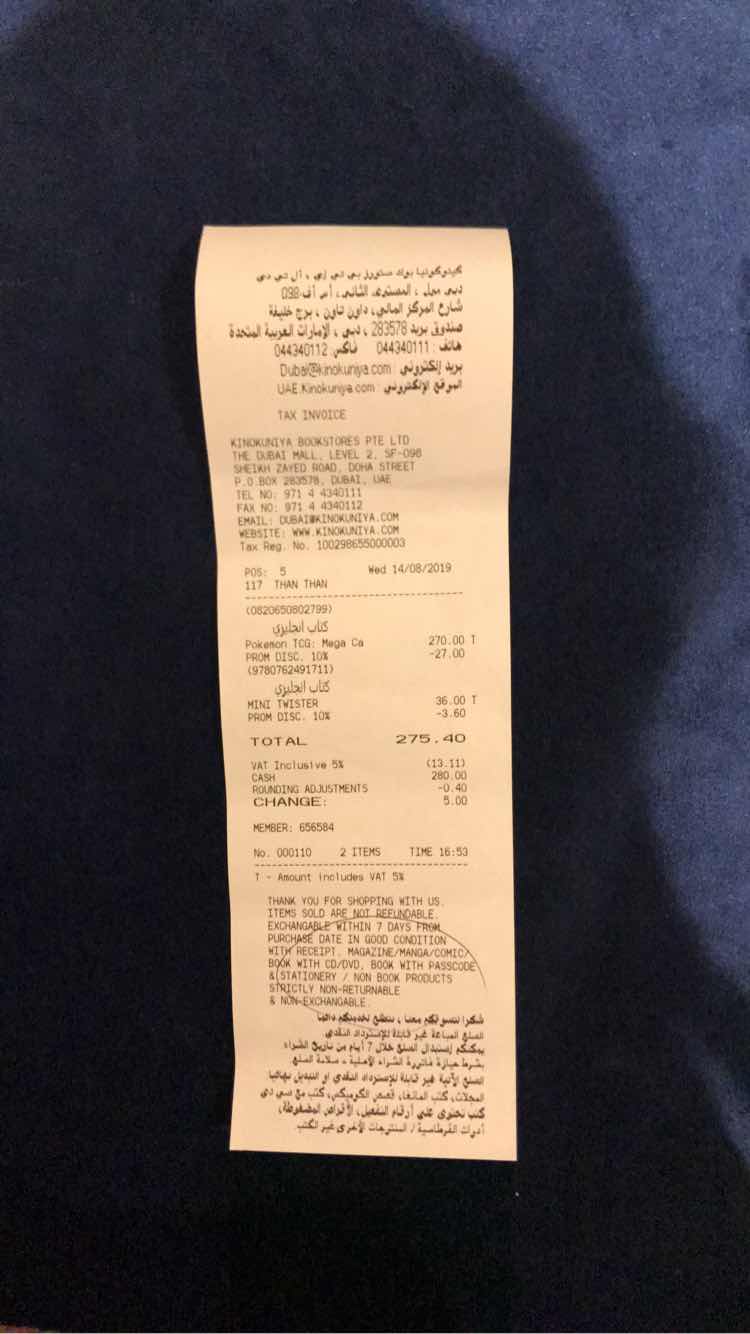 كينوكونيا بوك ستورز بي تي إي ، أل تي دي
دبي مول ، المستوى الثاني، أس أف-098
شارع المركز المالي، داون تاون ، برج خليفة
صندوق بريد 283578 ، دبي ، الإمارات العربية المتحدة
هاتف : 044340111 فاكس: 044340112
بريد إلكتروني : Dubai@kinokuniya.com
الموقع الإلكتروني : UAE.Kinokuniya.com
TAX INVOICE
KINOKUNIYA BOOKSTORES PTE LTD
THE DUBAI MALL, LEVEL 2, SF-098
SHEIKH ZAYED ROAD, DOHA STREET
P.O.BOX 283578, DUBAI, UAE
TEL NO: 971 4 4340111
FAX NO: 971 4 4340112
EMAIL: DUBAI@KINOKUNIYA.COM
WEBSITE: WWW.KINOKUNIYA.COM
Tax Reg. No. 100298655000003
POS: 5 Wed 14/08/2019
117 THAN THAN
(0820650802799)
كتاب انجليزي
Pokemon TCG: Mega Ca 270.00 T
PROM DISC. 10% -27.00
(9780762491711)
كتاب انجليزي
MINI TWISTER 36.00 T
PROM DISC. 10% -3.60
TOTAL 275.40
VAT Inclusive 5% (13.11)
CASH 280.00
ROUNDING ADJUSTMENTS -0.40
CHANGE: 5.00
MEMBER: 656584
No. 000110 2 ITEMS TIME 16:53
T - Amount includes VAT 5%
THANK YOU FOR SHOPPING WITH US.
ITEMS SOLD ARE NOT REFUNDABLE.
EXCHANGABLE WITHIN 7 DAYS FROM
PURCHASE DATE IN GOOD CONDITION
WITH RECEIPT. MAGAZINE/MANGA/COMIC/
BOOK WITH CD/DVD, BOOK WITH PASSCODE
&(STATIONERY / NON BOOK PRODUCTS
STRICTLY NON-RETURNABLE
& NON-EXCHANGABLE.
شكرا لتسوقكم معنا ، نتطلع لخدمتكم دائما
السلع المباعة غير قابلة للإسترداد النقدي
يمكنكم إستبدال السلع خلال 7 أيام من تاريخ الشراء
بشرط حيازة فاتورة الشراء الأصلية + سلامة السلع
السلع الآتية غير قابلة للإسترداد النقدي او التبديل نهائيا
المجلات، كتب المانغا، قصص الكوميكس، كتب مع سي دي
كتب تحتوي على أرقام التفعيل، الأقراص المضغوطة،
أدوات القرطاسية / المنتجات الأخرى غير الكتب